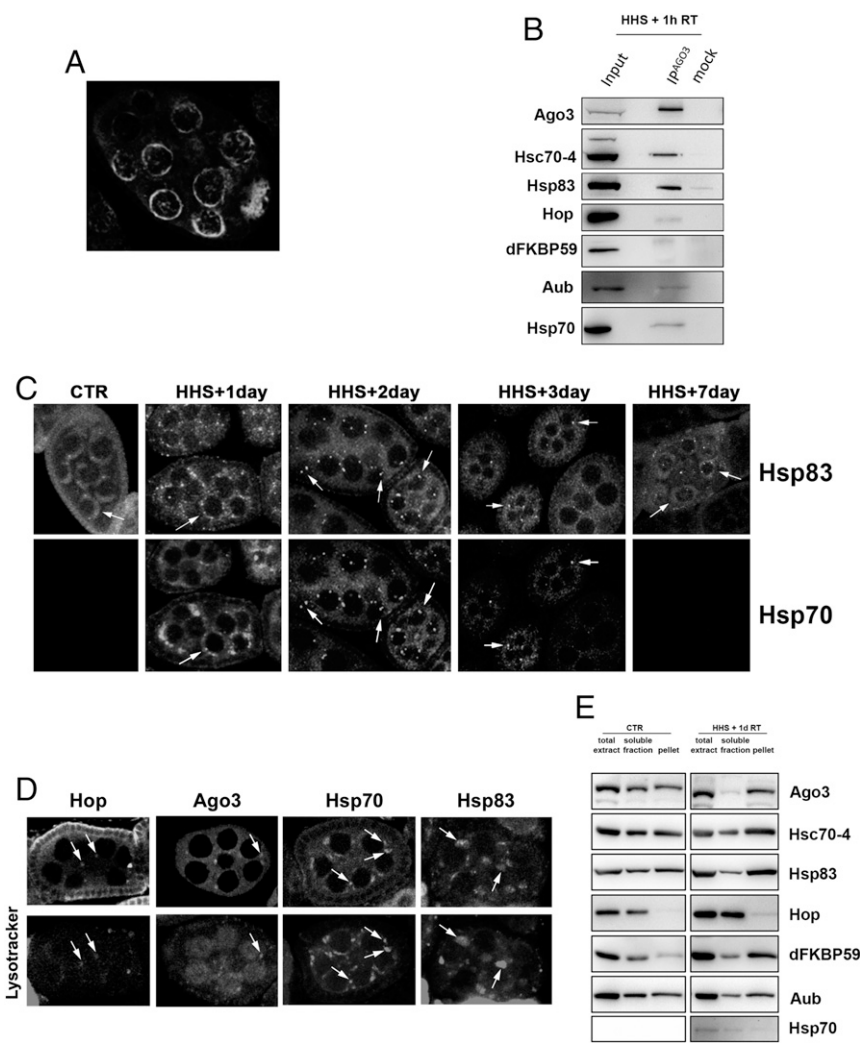 A
B
HHS + 1h RT
Input IPAGO3 mock
Ago3
Hsc70-4
Hsp83
Hop
dFKBP59
Aub
Hsp70
C
CTR HHS+1day HHS+2day HHS+3day HHS+7day
Hsp83
Hsp70
D
Hop Ago3 Hsp70 Hsp83
Lysotracker
E
CTR HHS + 1d RT
total soluble total soluble
extract fraction pellet extract fraction pellet
Ago3
Hsc70-4
Hsp83
Hop
dFKBP59
Aub
Hsp70